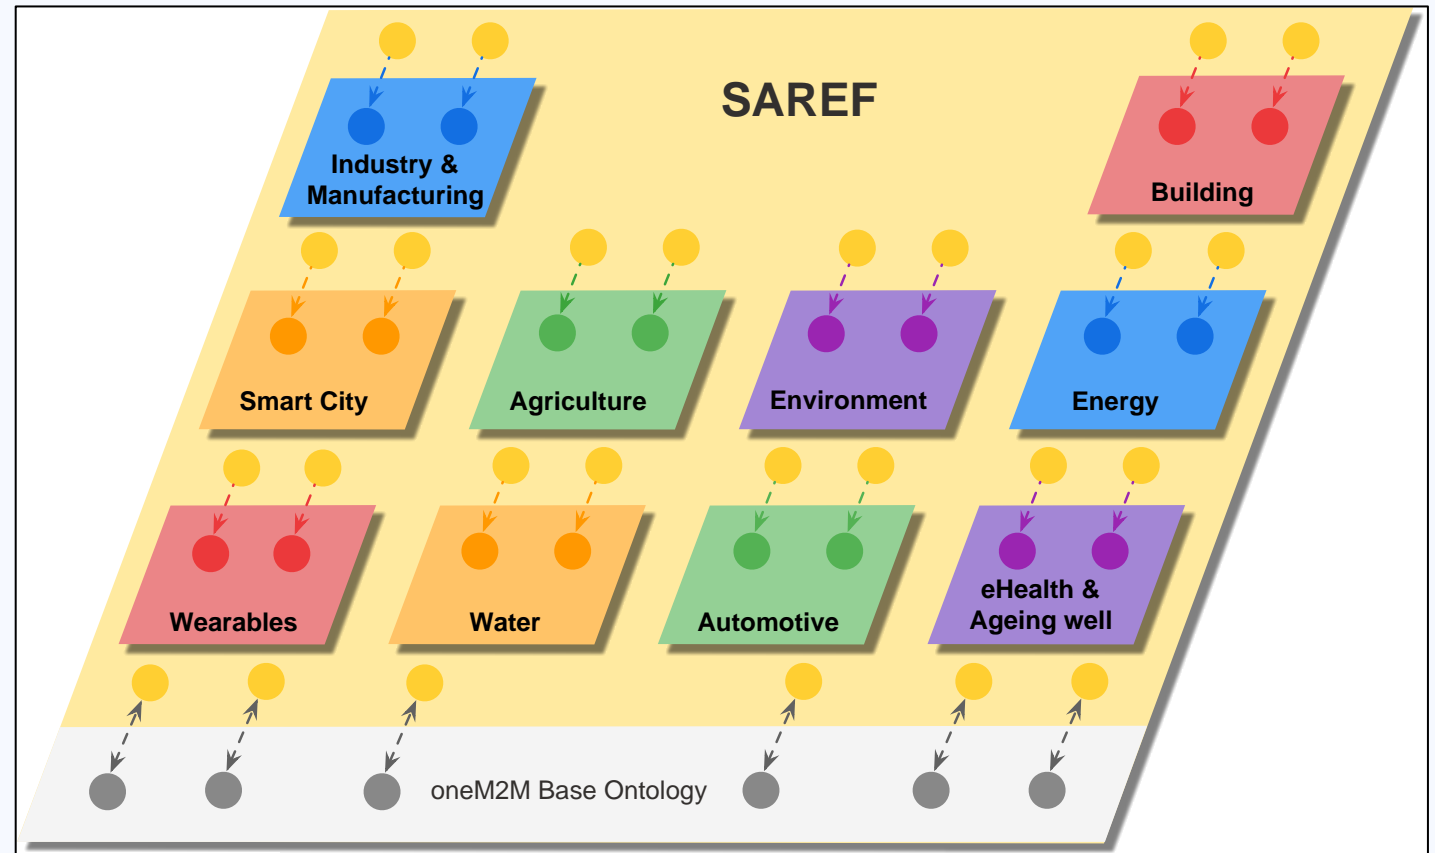 SAREF
Industry &
Manufacturing
Building
Smart City
Agriculture
Environment
Energy
Wearables
Water
Automotive
eHealth &
Ageing well
oneM2M Base Ontology